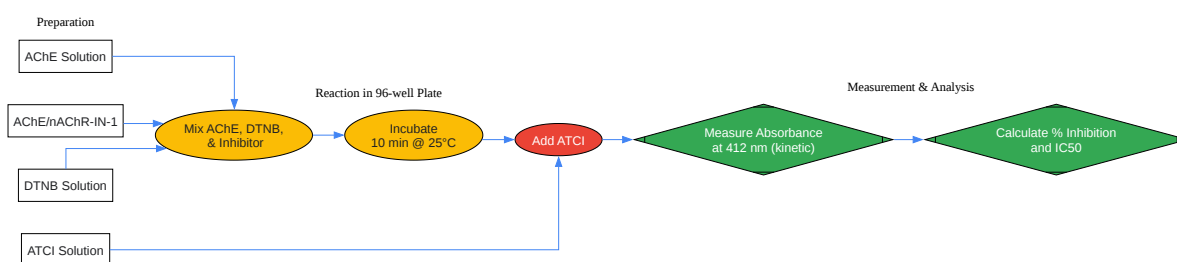 Preparation
AChE Solution
AChE/nAChR-IN-1
DTNB Solution
ATCI Solution
Reaction in 96-well Plate
Mix AChE, DTNB,
& Inhibitor
Incubate
10 min @ 25°C
Add ATCI
Measurement & Analysis
Measure Absorbance
at 412 nm (kinetic)
Calculate % Inhibition
and IC50